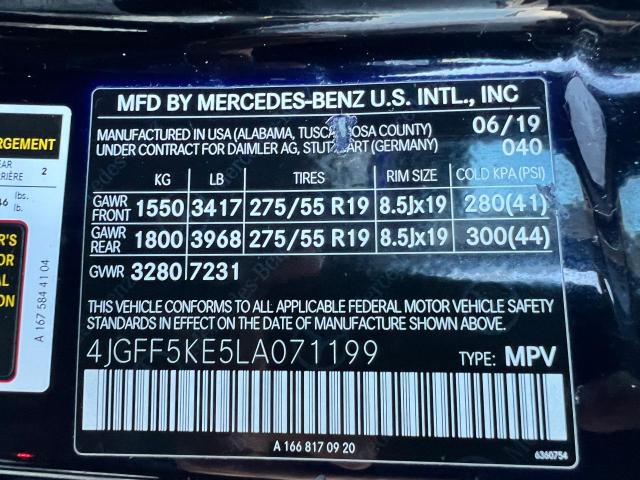 MFD BY MERCEDES-BENZ U.S. INTL., INC
MANUFACTURED IN USA (ALABAMA, TUSCALOOSA COUNTY) 06/19
UNDER CONTRACT FOR DAIMLER AG, STUTTGART (GERMANY) 040
KG LB TIRES RIM SIZE COLD KPA (PSI)
GAWR FRONT 1550 3417 275/55 R19 8.5Jx19 280(41)
GAWR REAR 1800 3968 275/55 R19 8.5Jx19 300(44)
GVWR 3280 7231
THIS VEHICLE CONFORMS TO ALL APPLICABLE FEDERAL MOTOR VEHICLE SAFETY
STANDARDS IN EFFECT ON THE DATE OF MANUFACTURE SHOWN ABOVE.
4JGFF5KE5LA071199 TYPE: MPV
A 166 817 09 20
6360754
ARGEMENT
2
lbs.
lb.
A 167 584 41 04